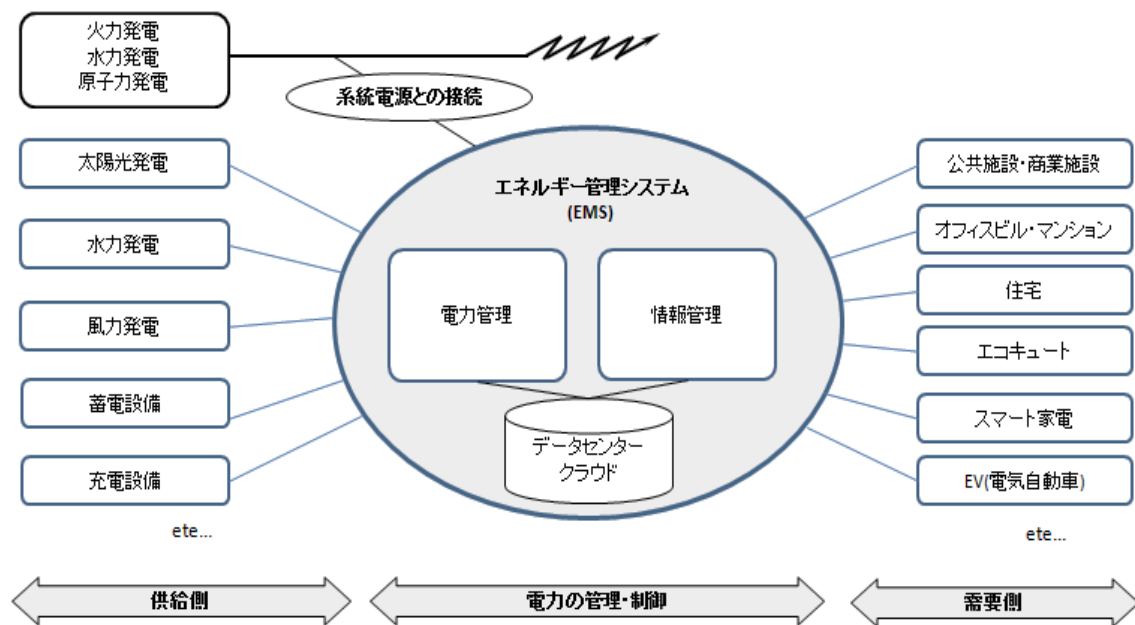 火力発電
水力発電
原子力発電
系統電源との接続
太陽光発電
水力発電
風力発電
蓄電設備
充電設備
ete...
エネルギー管理システム
(EMS)
電力管理
情報管理
データセンター
クラウド
公共施設・商業施設
オフィスビル・マンション
住宅
エコキュート
スマート家電
EV(電気自動車)
ete...
供給側
電力の管理・制御
需要側